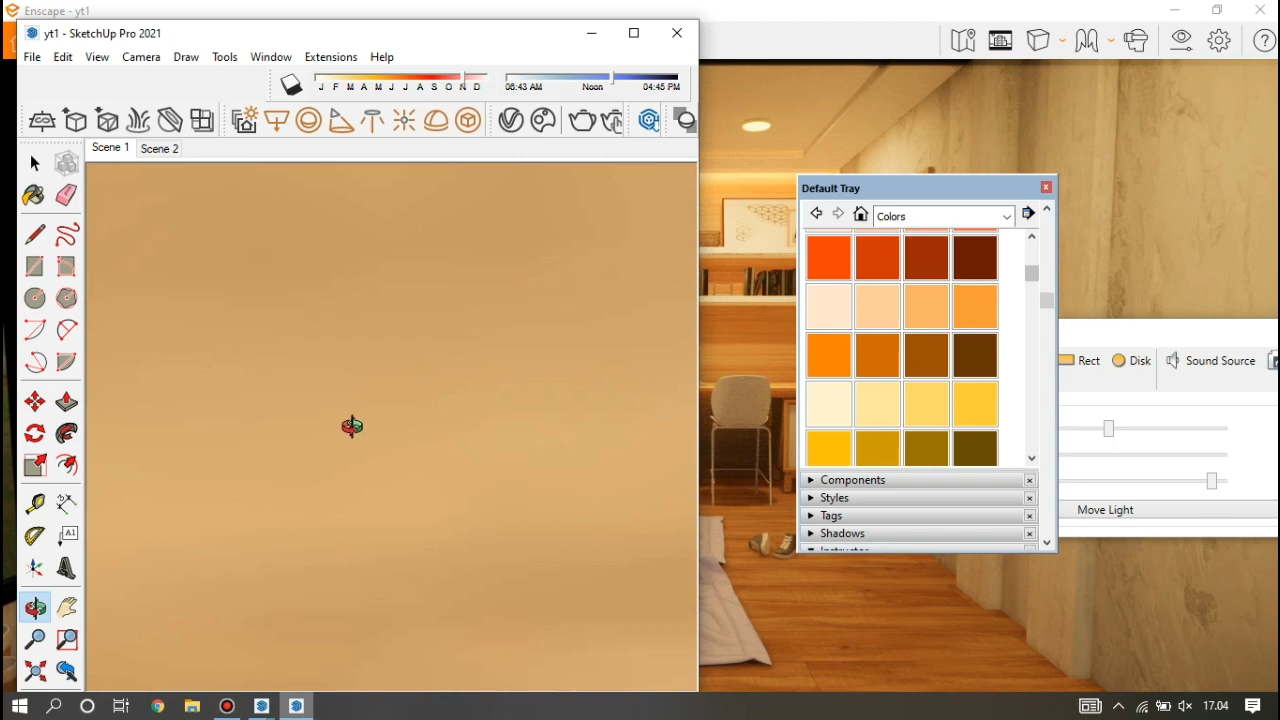 Enscape - yt1
yt1 - SketchUp Pro 2021
File Edit View Camera Draw Tools Window Extensions Help
J F M A M J J A S O N D
06:43 AM Noon 04:45 PM
Scene 1 Scene 2
A1
Default Tray
Colors
Components
Styles
Tags
Shadows
Rect Disk Sound Source
Move Light
17.04